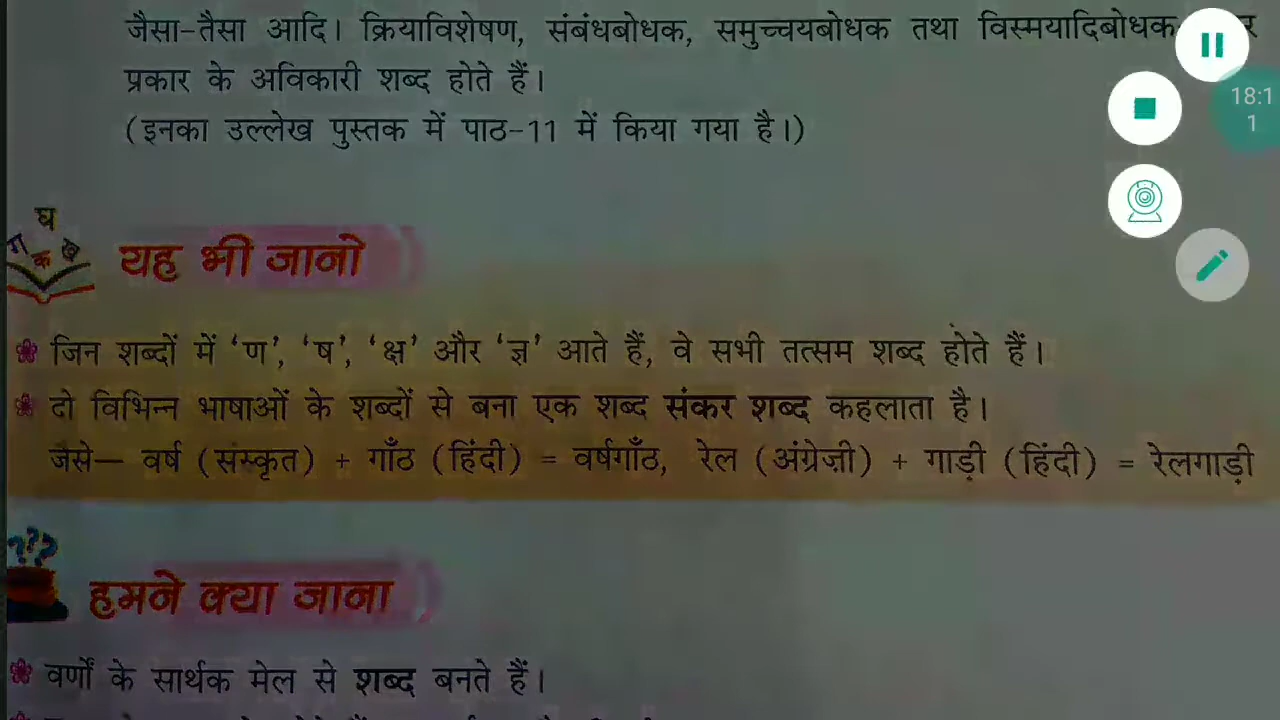 जैसा-तैसा आदि। क्रियाविशेषण, संबंधबोधक, समुच्चयबोधक तथा विस्मयादिबोधक
प्रकार के अविकारी शब्द होते हैं।
(इनका उल्लेख पुस्तक में पाठ-11 में किया गया है।)
18:1
1
घ
ग क ख
यह भी जानो
जिन शब्दों में 'ण', 'ष', 'क्ष' और 'ज्ञ' आते हैं, वे सभी तत्सम शब्द होते हैं।
दो विभिन्न भाषाओं के शब्दों से बना एक शब्द संकर शब्द कहलाता है।
जैसे— वर्ष (संस्कृत) + गाँठ (हिंदी) = वर्षगाँठ, रेल (अंग्रेज़ी) + गाड़ी (हिंदी) = रेलगाड़ी
???
हमने क्या जाना
वर्णों के सार्थक मेल से शब्द बनते हैं।